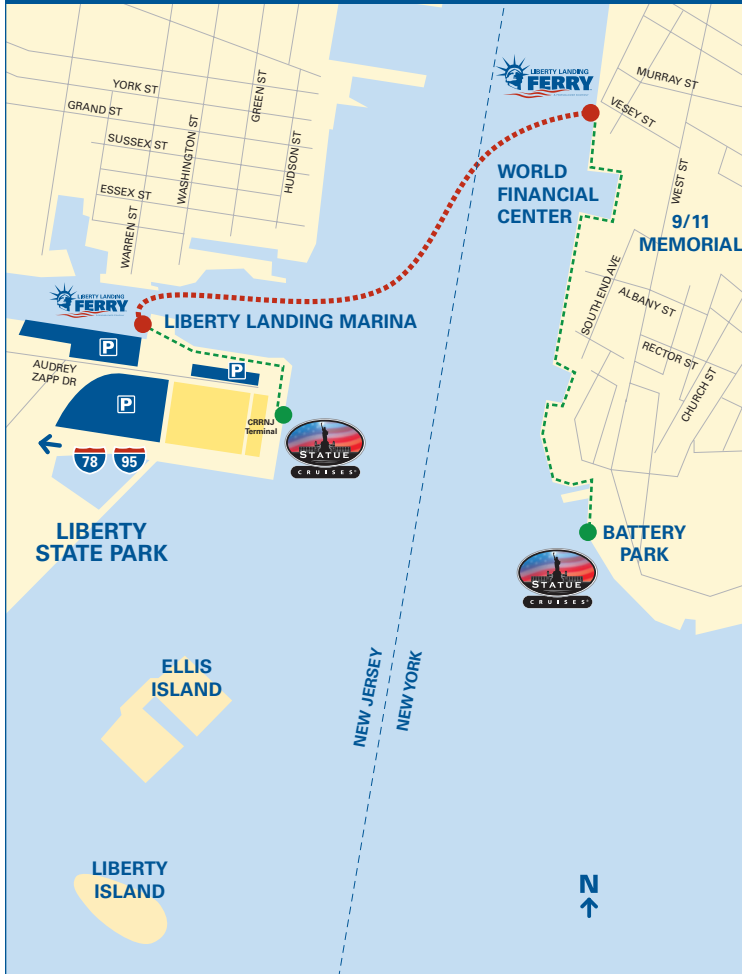 LIBERTY LANDING
FERRY
MURRAY ST
VESEY ST
WEST ST
YORK ST
GRAND ST
SUSSEX ST
ESSEX ST
WARREN ST
WASHINGTON ST
GREEN ST
HUDSON ST
WORLD
FINANCIAL
CENTER
9/11
MEMORIAL
SOUTH END AVE
ALBANY ST
RECTOR ST
CHURCH ST
LIBERTY LANDING
FERRY
LIBERTY LANDING MARINA
P
P
P
AUDREY
ZAPP DR
CRRNJ
Terminal
STATUE
CRUISES
78
95
LIBERTY
STATE PARK
BATTERY
PARK
STATUE
CRUISES
ELLIS
ISLAND
NEW JERSEY
NEW YORK
LIBERTY
ISLAND
N